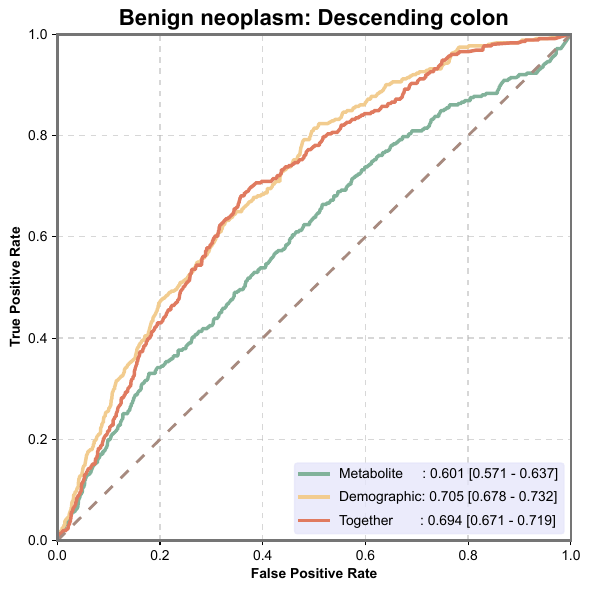 Benign neoplasm: Descending colon
1.0
0.8
0.6
0.4
0.2
0.0
True Positive Rate
Metabolite : 0.601 [0.571 - 0.637]
Demographic: 0.705 [0.678 - 0.732]
Together : 0.694 [0.671 - 0.719]
0.0 0.2 0.4 0.6 0.8 1.0
False Positive Rate